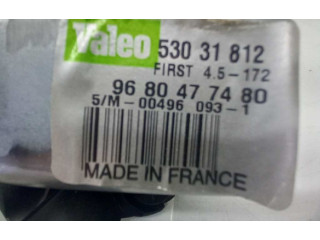 Valeo 530 31 812
FIRST 4.5-172
96 80 47 74 80
5/M-00496 093-1
MADE IN FRANCE